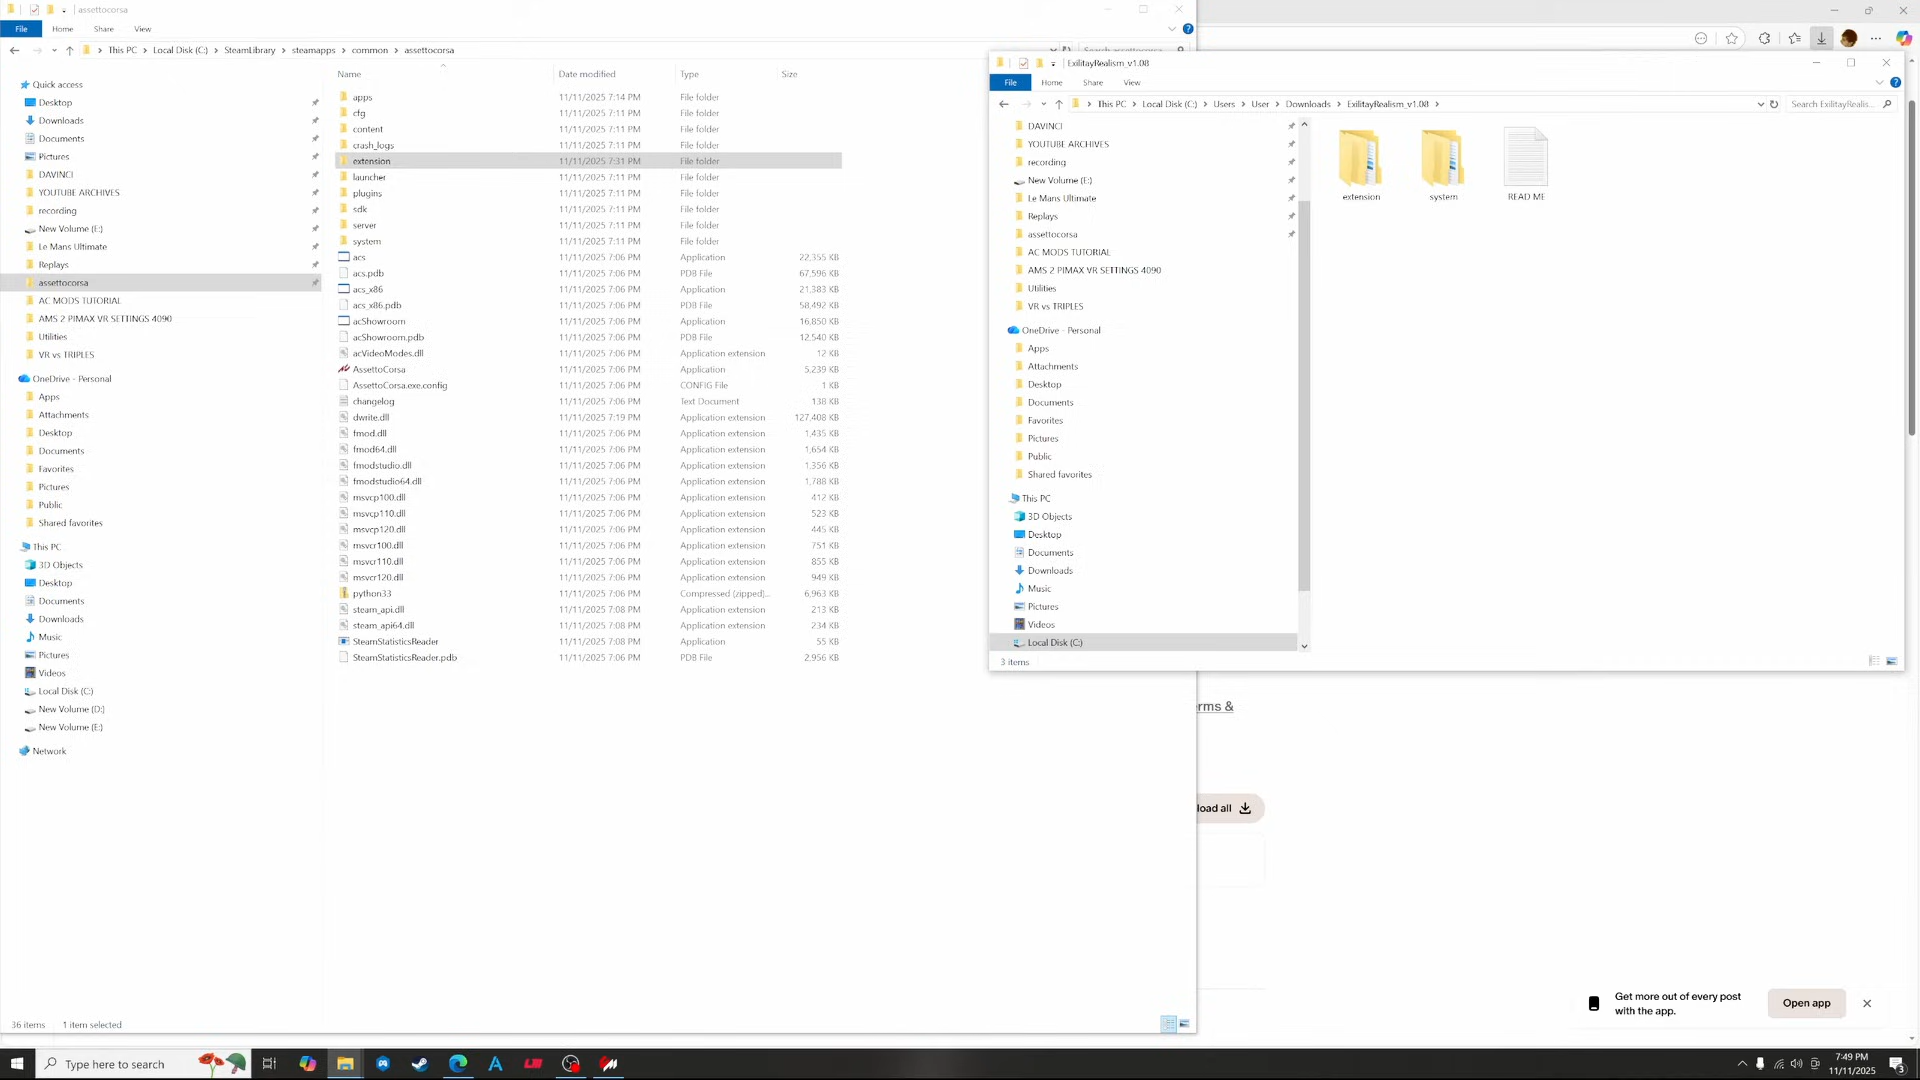 assettocorsa
File Home Share View
This PC Local Disk (C:) SteamLibrary steamapps common assettocorsa
Search assettocorsa
Quick access
Desktop
Downloads
Documents
Pictures
DAVINCI
YOUTUBE ARCHIVES
recording
New Volume (E:)
Le Mans Ultimate
Replays
assettocorsa
AC MODS TUTORIAL
AMS 2 PIMAX VR SETTINGS 4090
Utilities
VR vs TRIPLES
OneDrive - Personal
Apps
Attachments
Desktop
Documents
Favorites
Pictures
Public
Shared favorites
This PC
3D Objects
Desktop
Documents
Downloads
Music
Pictures
Videos
Local Disk (C:)
New Volume (D:)
New Volume (E:)
Network
Name Date modified Type Size
apps 11/11/2025 7:14 PM File folder
cfg 11/11/2025 7:11 PM File folder
content 11/11/2025 7:11 PM File folder
crash_logs 11/11/2025 7:11 PM File folder
extension 11/11/2025 7:31 PM File folder
launcher 11/11/2025 7:11 PM File folder
plugins 11/11/2025 7:11 PM File folder
sdk 11/11/2025 7:11 PM File folder
server 11/11/2025 7:11 PM File folder
system 11/11/2025 7:11 PM File folder
acs 11/11/2025 7:06 PM Application 22,355 KB
acs.pdb 11/11/2025 7:06 PM PDB File 67,596 KB
acs_x86 11/11/2025 7:06 PM Application 21,383 KB
acs_x86.pdb 11/11/2025 7:06 PM PDB File 58,492 KB
acShowroom 11/11/2025 7:06 PM Application 16,850 KB
acShowroom.pdb 11/11/2025 7:06 PM PDB File 12,540 KB
acVideoModes.dll 11/11/2025 7:06 PM Application extension 12 KB
AssettoCorsa 11/11/2025 7:06 PM Application 5,239 KB
AssettoCorsa.exe.config 11/11/2025 7:06 PM CONFIG File 1 KB
changelog 11/11/2025 7:06 PM Text Document 138 KB
dwrite.dll 11/11/2025 7:19 PM Application extension 127,408 KB
fmod.dll 11/11/2025 7:06 PM Application extension 1,435 KB
fmod64.dll 11/11/2025 7:06 PM Application extension 1,654 KB
fmodstudio.dll 11/11/2025 7:06 PM Application extension 1,356 KB
fmodstudio64.dll 11/11/2025 7:06 PM Application extension 1,788 KB
msvcp100.dll 11/11/2025 7:06 PM Application extension 412 KB
msvcp110.dll 11/11/2025 7:06 PM Application extension 523 KB
msvcp120.dll 11/11/2025 7:06 PM Application extension 445 KB
msvcr100.dll 11/11/2025 7:06 PM Application extension 751 KB
msvcr110.dll 11/11/2025 7:06 PM Application extension 855 KB
msvcr120.dll 11/11/2025 7:06 PM Application extension 949 KB
python33 11/11/2025 7:06 PM Compressed (zipped)... 6,963 KB
steam_api.dll 11/11/2025 7:08 PM Application extension 213 KB
steam_api64.dll 11/11/2025 7:08 PM Application extension 234 KB
SteamStatisticsReader 11/11/2025 7:08 PM Application 55 KB
SteamStatisticsReader.pdb 11/11/2025 7:06 PM PDB File 2,956 KB
36 items 1 item selected
ExilitayRealism_v1.08
File Home Share View
This PC Local Disk (C:) Users User Downloads ExilitayRealism_v1.08
Search ExilitayRealis...
DAVINCI
YOUTUBE ARCHIVES
recording
New Volume (E:)
Le Mans Ultimate
Replays
assettocorsa
AC MODS TUTORIAL
AMS 2 PIMAX VR SETTINGS 4090
Utilities
VR vs TRIPLES
OneDrive - Personal
Apps
Attachments
Desktop
Documents
Favorites
Pictures
Public
Shared favorites
This PC
3D Objects
Desktop
Documents
Downloads
Music
Pictures
Videos
Local Disk (C:)
extension system READ ME
3 items
rms &
load all
Get more out of every post
with the app.
Open app
Type here to search
7:49 PM
11/11/2025
3